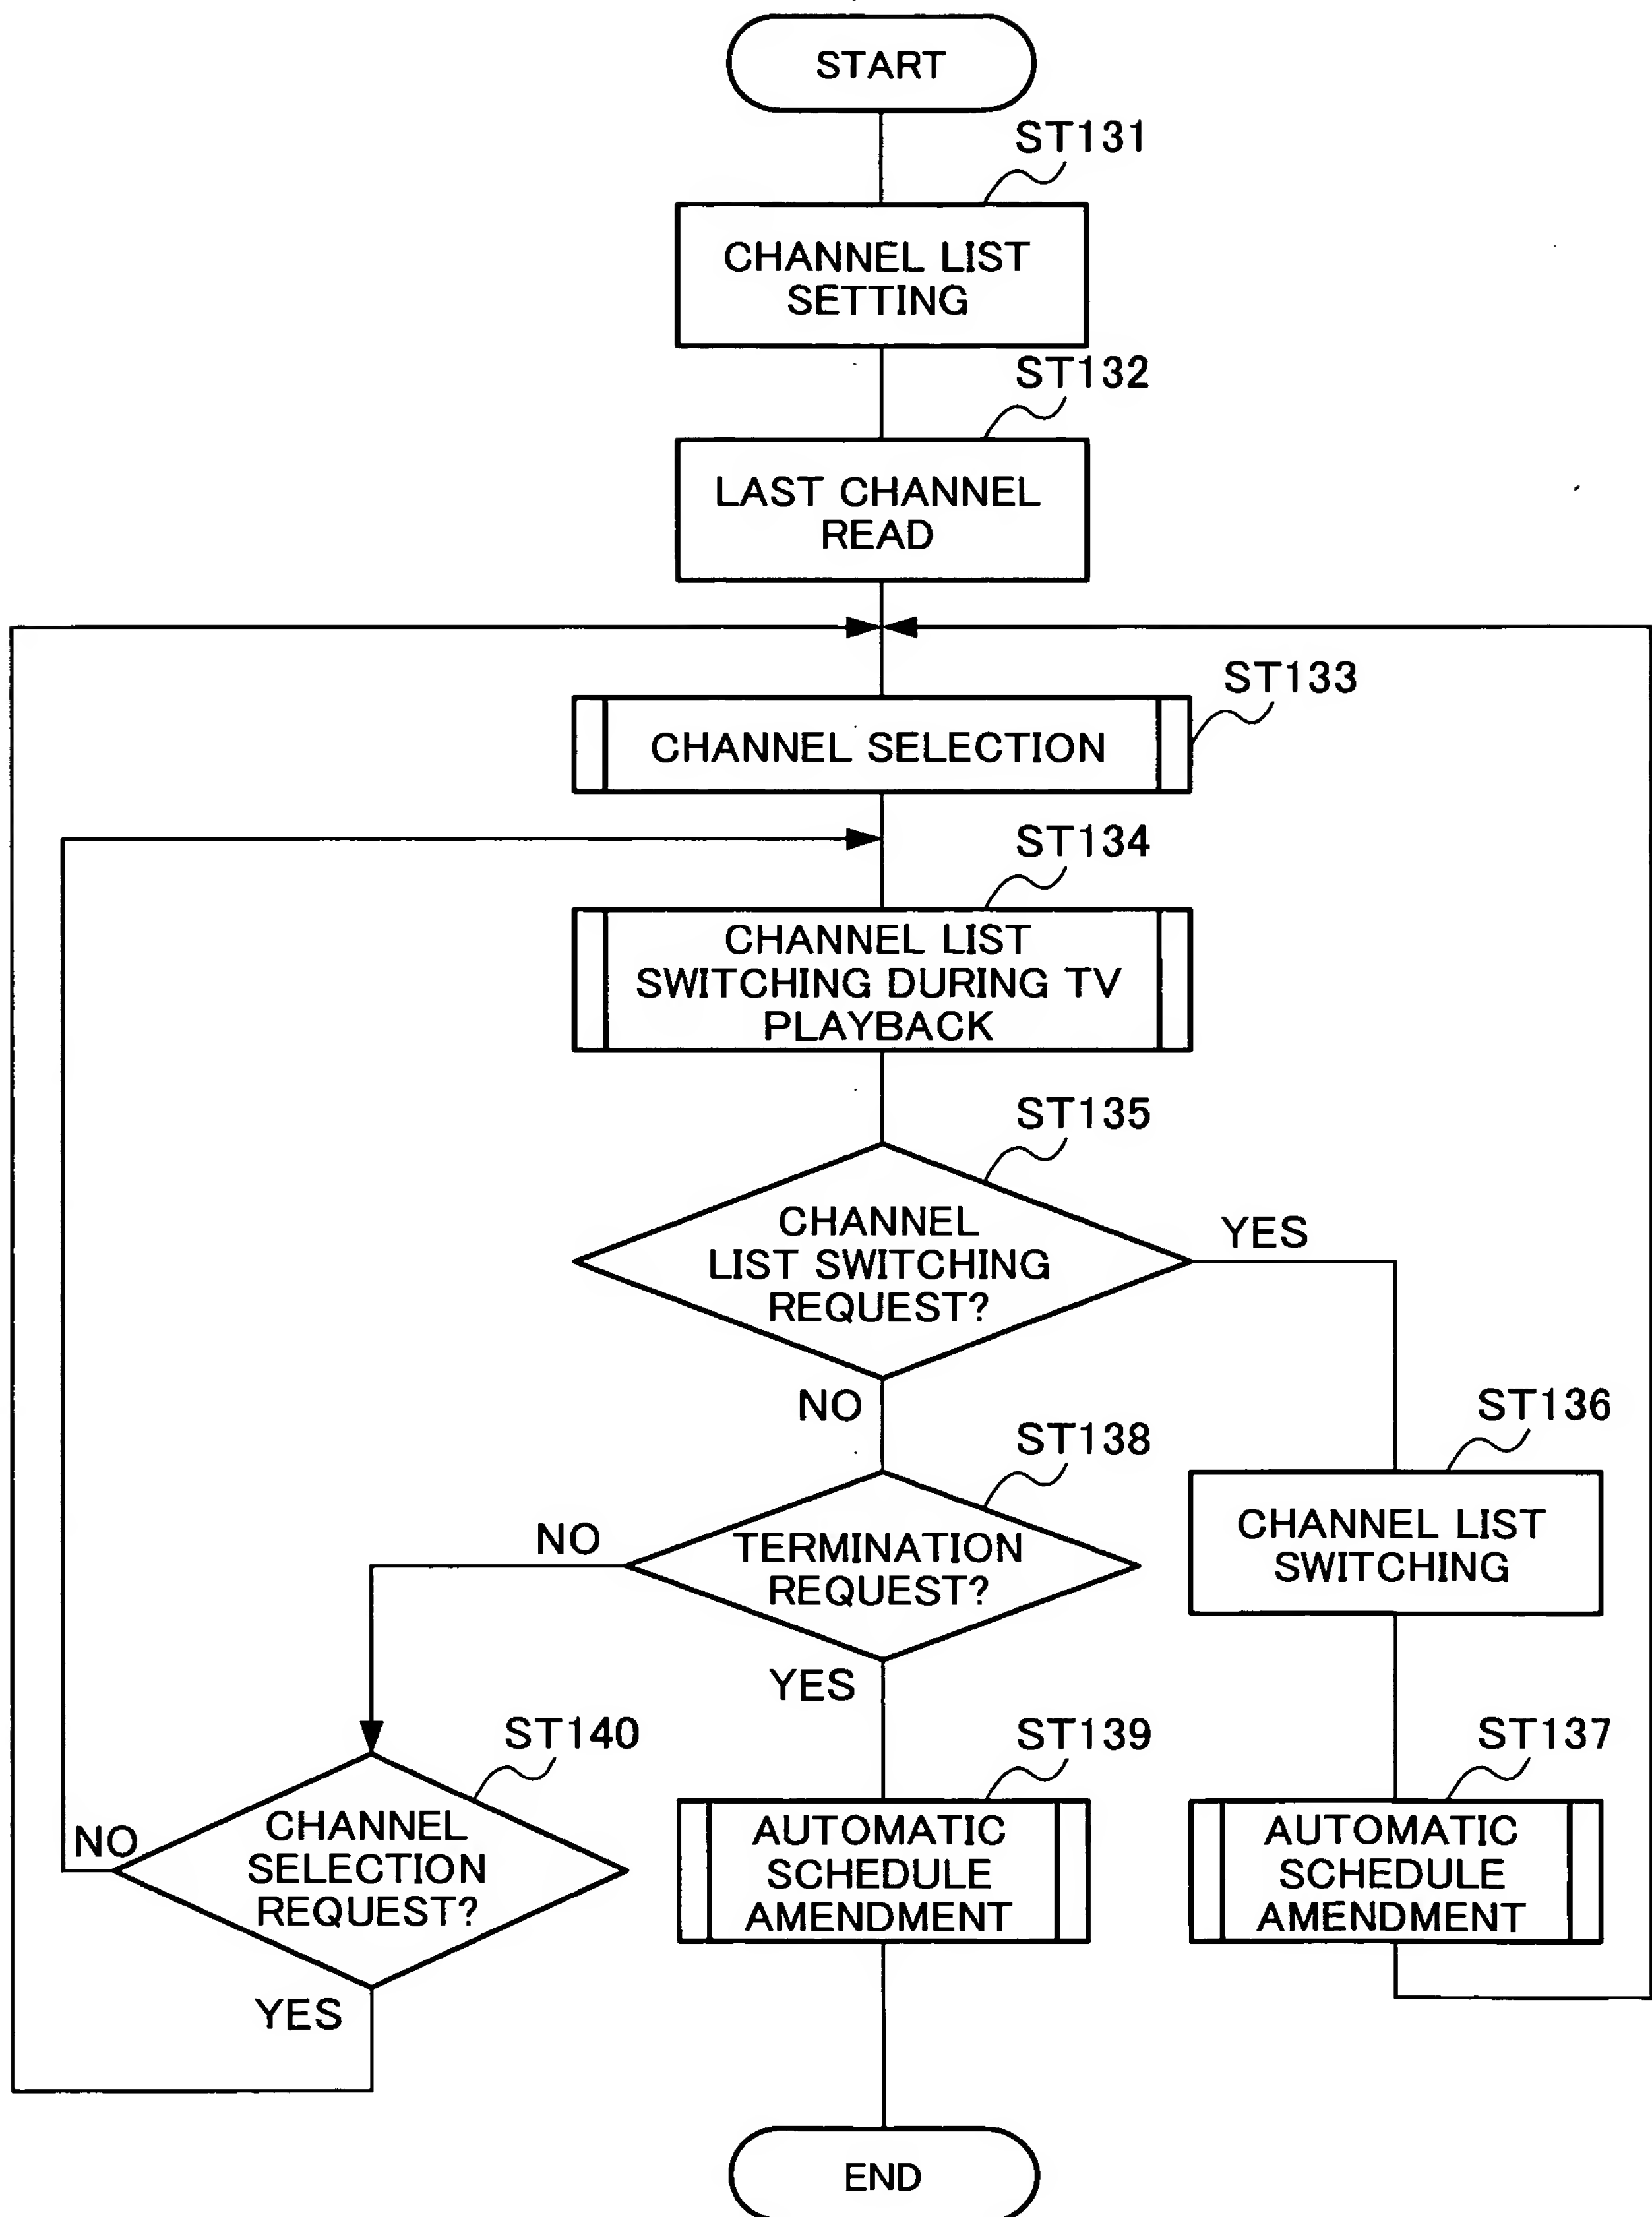 START
ST131
CHANNEL LIST
SETTING
ST132
LAST CHANNEL
READ
ST133
CHANNEL SELECTION
ST134
CHANNEL LIST
SWITCHING DURING TV
PLAYBACK
ST135
CHANNEL
LIST SWITCHING
REQUEST?
YES
NO
ST136
CHANNEL LIST
SWITCHING
ST138
TERMINATION
REQUEST?
NO
YES
ST140
CHANNEL
SELECTION
REQUEST?
NO
YES
ST139
AUTOMATIC
SCHEDULE
AMENDMENT
ST137
AUTOMATIC
SCHEDULE
AMENDMENT
END